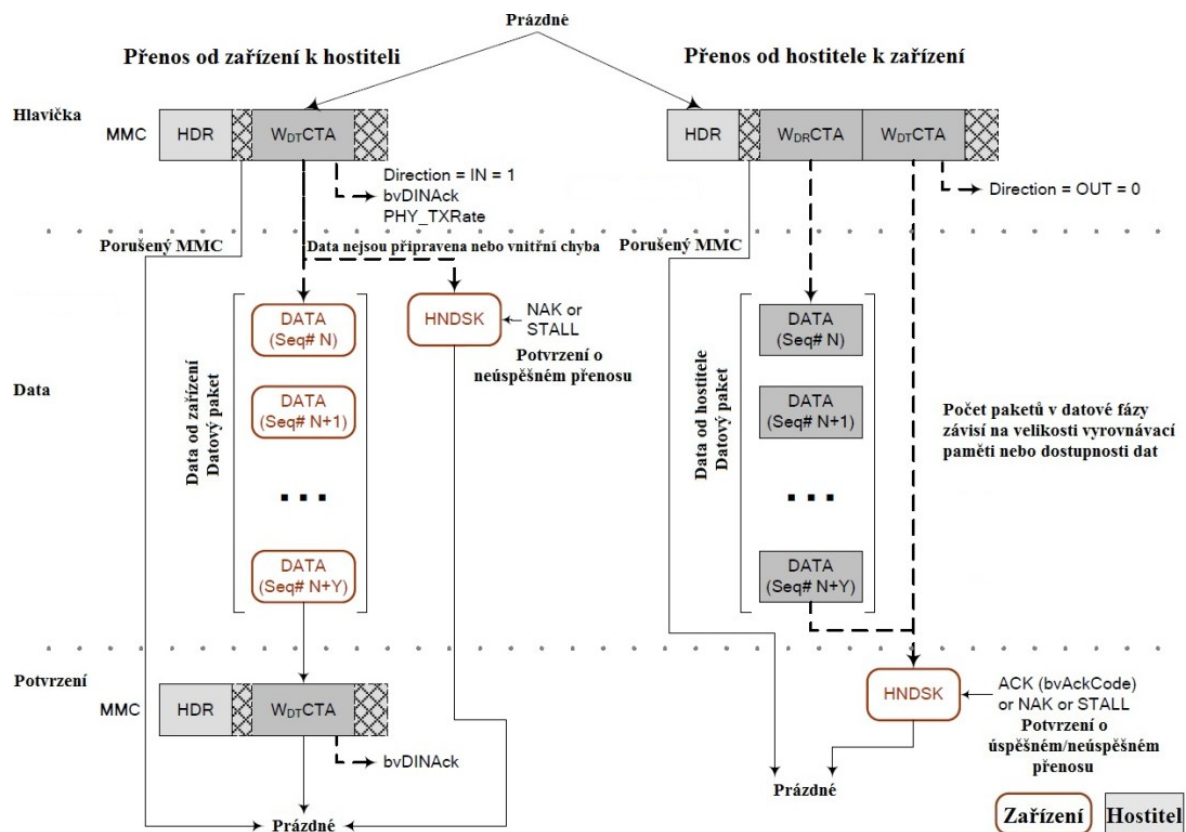 Prázdné
Přenos od zařízení k hostiteli
Přenos od hostitele k zařízení
Hlavička
MMC
HDR
WDTCTA
HDR
WDRCTA
WDTCTA
Direction = IN = 1
bvDINAck
PHY_TXRate
Direction = OUT = 0
Porušený MMC
Data nejsou připravena nebo vnitřní chyba
Porušený MMC
Data
Data od zařízení
Datový paket
DATA
(Seq# N)
DATA
(Seq# N+1)
...
DATA
(Seq# N+Y)
HNDSK
NAK or
STALL
Potvrzení o
neúspěšném přenosu
Data od hostitele
Datový paket
DATA
(Seq# N)
DATA
(Seq# N+1)
...
DATA
(Seq# N+Y)
Počet paketů v datové fázy
závisí na velikosti vyrovnávací
paměti nebo dostupnosti dat
Potvrzení
MMC
HDR
WDTCTA
bvDINAck
Prázdné
HNDSK
ACK (bvAckCode)
or NAK or STALL
Potvrzení o
úspěšném/neúspěšném
přenosu
Prázdné
Zařízení
Hostitel